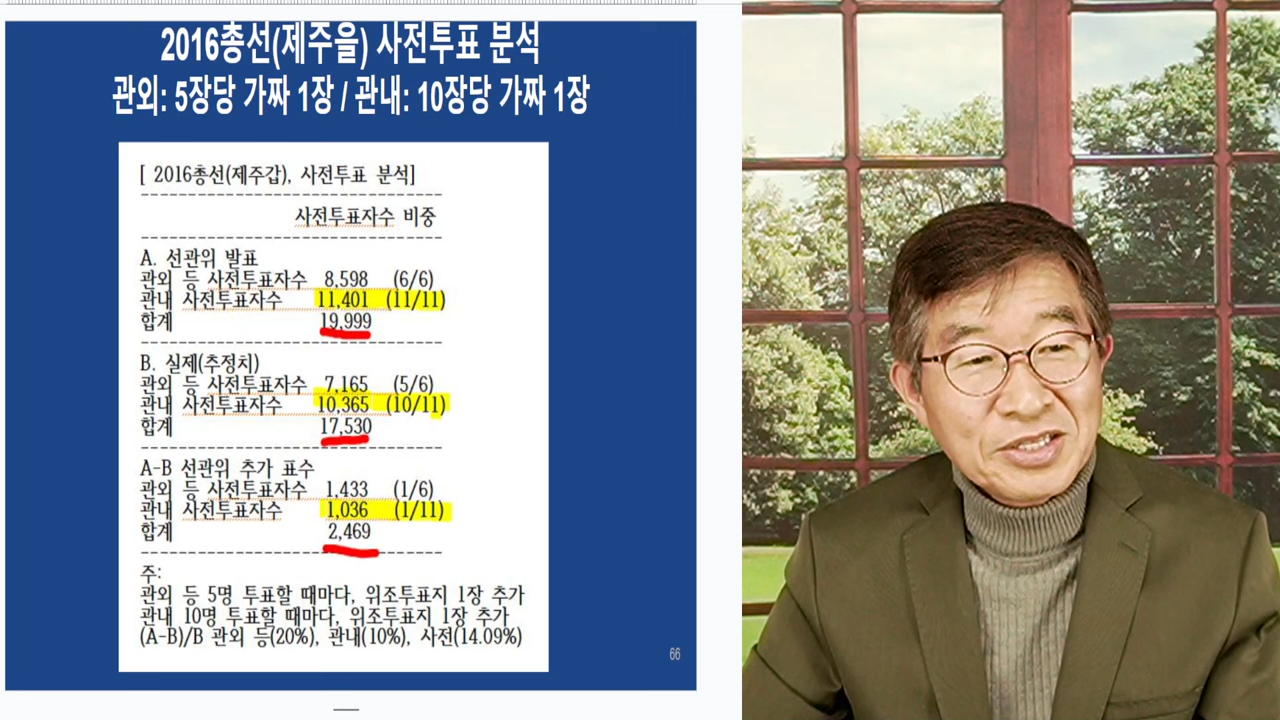 2016총선(제주을) 사전투표 분석
관외: 5장당 가짜 1장 / 관내: 10장당 가짜 1장
[ 2016총선(제주갑), 사전투표 분석]
사전투표자수 비중
A. 선관위 발표
관외 등 사전투표자수 8,598 (6/6)
관내 사전투표자수 11,401 (11/11)
합계 19,999
B. 실제(추정치)
관외 등 사전투표자수 7,165 (5/6)
관내 사전투표자수 10,365 (10/11)
합계 17,530
A-B 선관위 추가 표수
관외 등 사전투표자수 1,433 (1/6)
관내 사전투표자수 1,036 (1/11)
합계 2,469
주:
관외 등 5명 투표할 때마다, 위조투표지 1장 추가
관내 10명 투표할 때마다, 위조투표지 1장 추가
(A-B)/B 관외 등(20%), 관내(10%), 사전(14.09%)
66